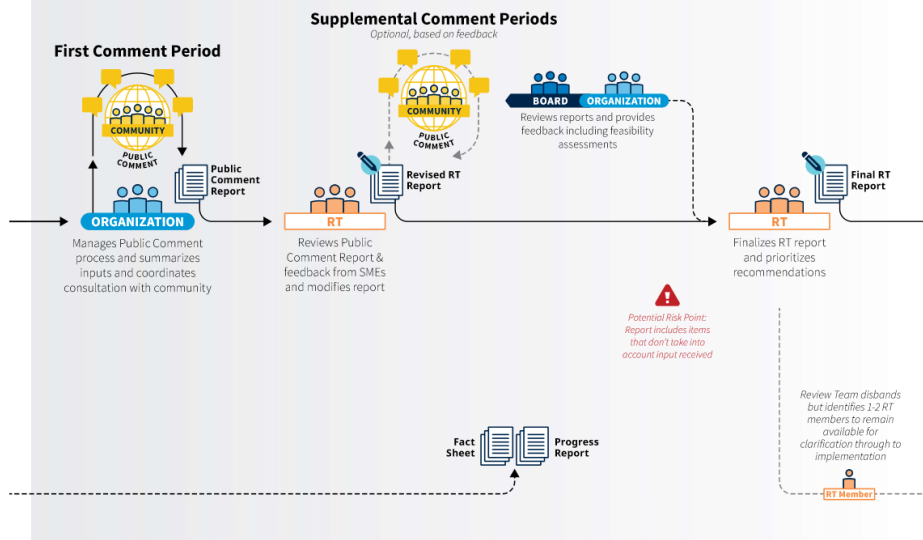 First Comment Period
COMMUNITY
PUBLIC
COMMENT
Public
Comment
Report
ORGANIZATION
Manages Public Comment
process and summarizes
inputs and coordinates
consultation with community
Supplemental Comment Periods
Optional, based on feedback
COMMUNITY
PUBLIC
COMMENT
Revised RT
Report
RT
Reviews Public
Comment Report &
feedback from SMEs
and modifies report
BOARD
ORGANIZATION
Reviews reports and provides
feedback including feasibility
assessments
Final RT
Report
RT
Finalizes RT report
and prioritizes
recommendations
Potential Risk Point:
Report includes items
that don't take into
account input received
Review Team disbands
but identifies 1-2 RT
members to remain
available for
clarification through to
implementation
RT Member
Fact
Sheet
Progress
Report